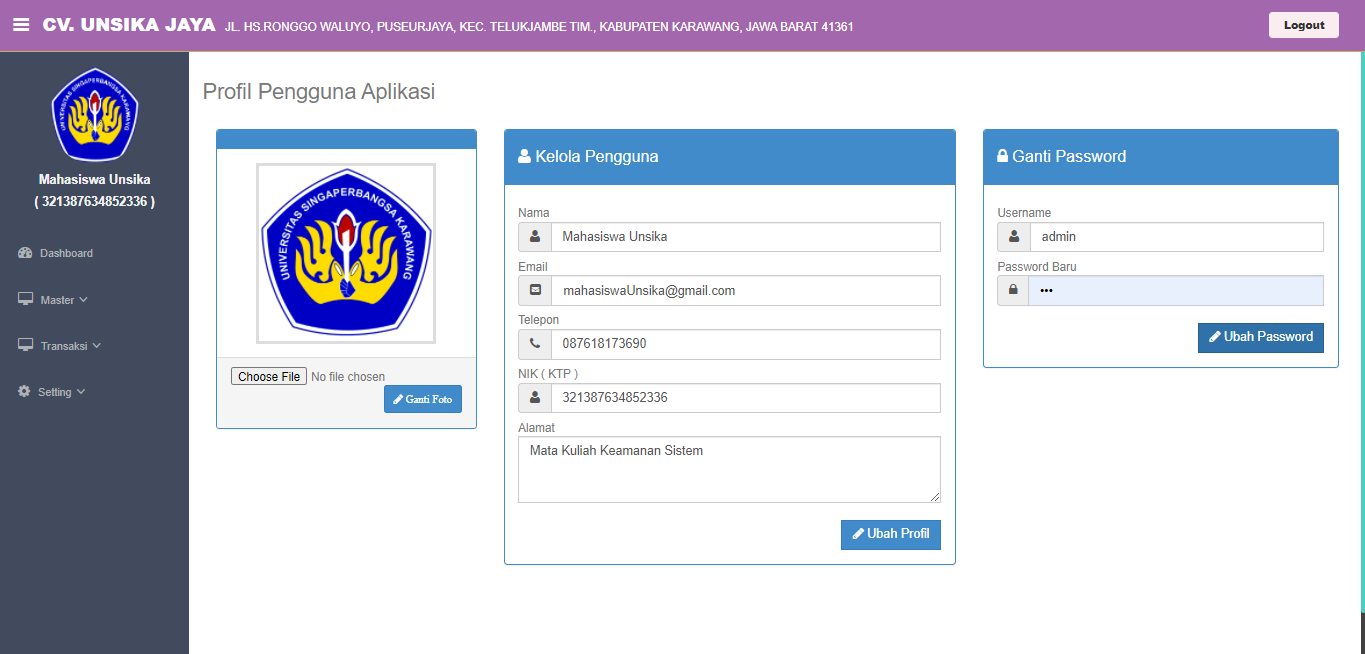 CV. UNSIKA JAYA JL. HS.RONGGO WALUYO, PUSEURJAYA, KEC. TELUKJAMBE TIM., KABUPATEN KARAWANG, JAWA BARAT 41361
Logout
UNIVERSITAS SINGAPERBANGSA KARAWANG
Mahasiswa Unsika
( 321387634852336 )
Dashboard
Master
Transaksi
Setting
Profil Pengguna Aplikasi
UNIVERSITAS SINGAPERBANGSA KARAWANG
Choose File No file chosen
Ganti Foto
Kelola Pengguna
Nama
Mahasiswa Unsika
Email
mahasiswaUnsika@gmail.com
Telepon
087618173690
NIK ( KTP )
321387634852336
Alamat
Mata Kuliah Keamanan Sistem
Ubah Profil
Ganti Password
Username
admin
Password Baru
•••
Ubah Password